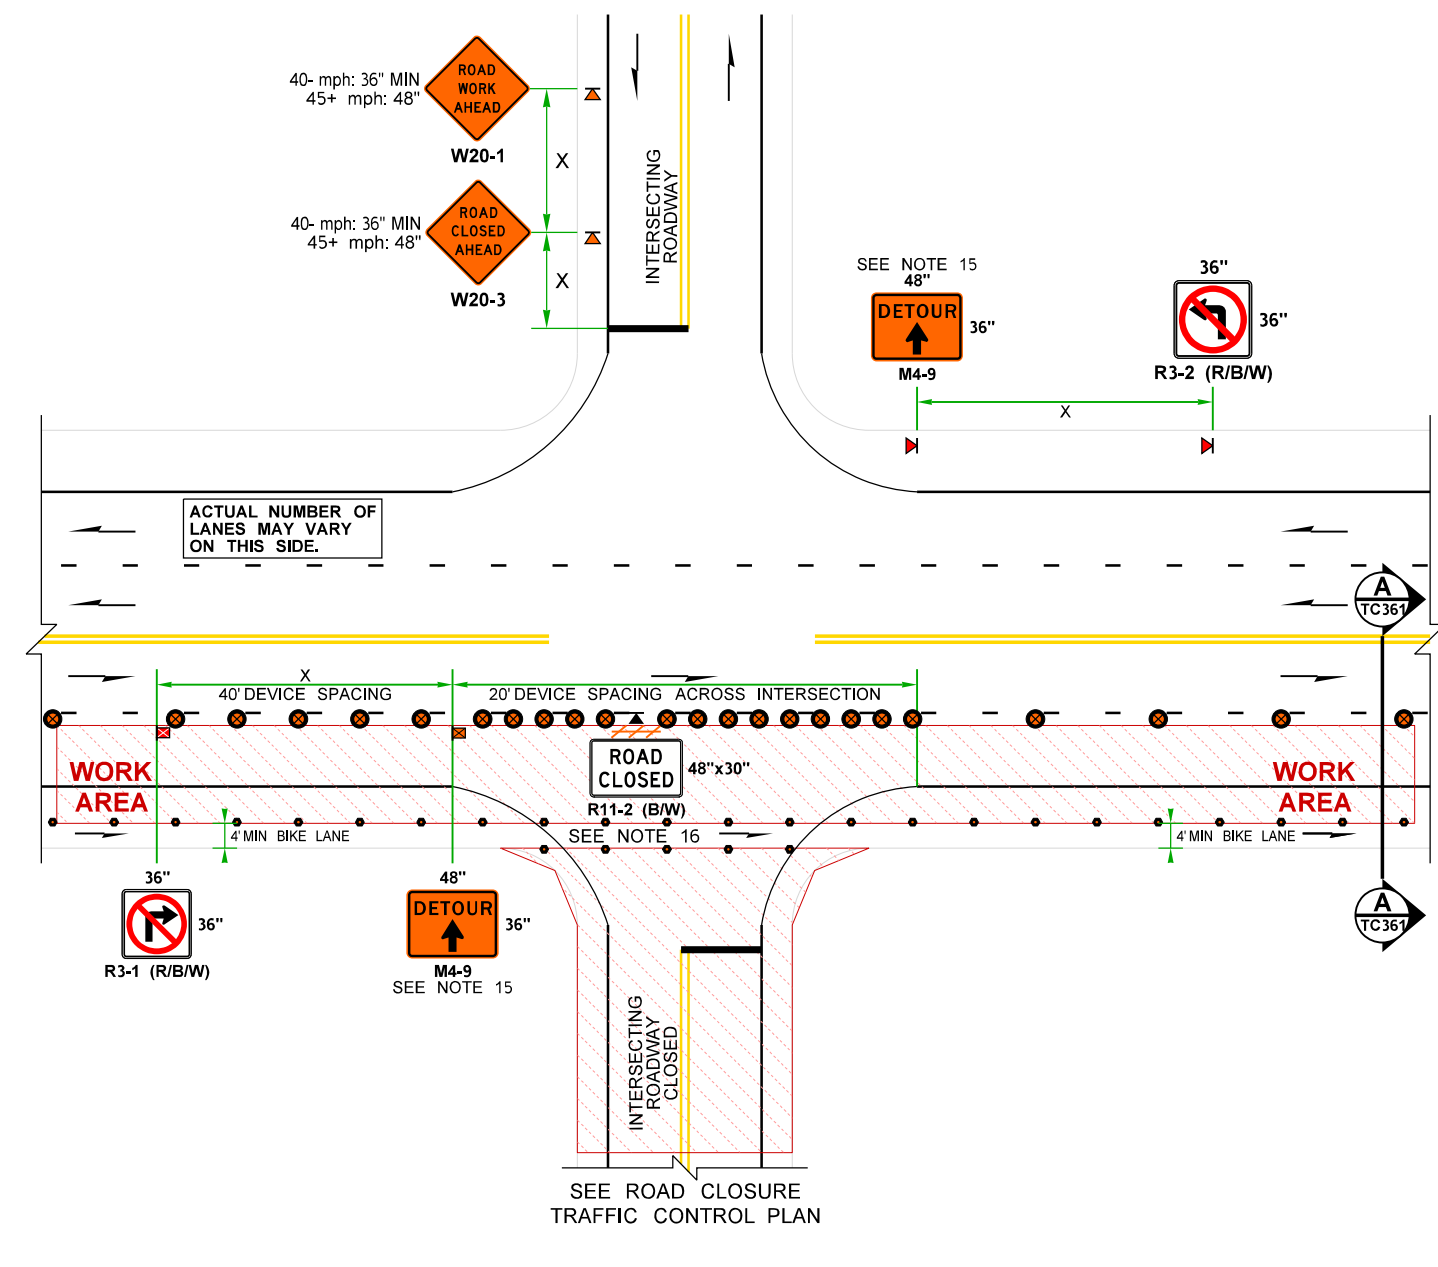 ROAD
WORK
AHEAD
40- mph: 36" MIN
45+ mph: 48"
W20-1
X
ROAD
CLOSED
AHEAD
40- mph: 36" MIN
45+ mph: 48"
W20-3
X
INTERSECTING
ROADWAY
SEE NOTE 15
48"
DETOUR
36"
M4-9
36"
36"
R3-2 (R/B/W)
X
ACTUAL NUMBER OF
LANES MAY VARY
ON THIS SIDE.
A
TC361
X
40' DEVICE SPACING
20' DEVICE SPACING ACROSS INTERSECTION
WORK
AREA
ROAD
CLOSED
48"x30"
R11-2 (B/W)
SEE NOTE 16
WORK
AREA
4' MIN BIKE LANE
4' MIN BIKE LANE
36"
36"
R3-1 (R/B/W)
48"
DETOUR
36"
M4-9
SEE NOTE 15
A
TC361
INTERSECTING
ROADWAY
CLOSED
SEE ROAD CLOSURE
TRAFFIC CONTROL PLAN